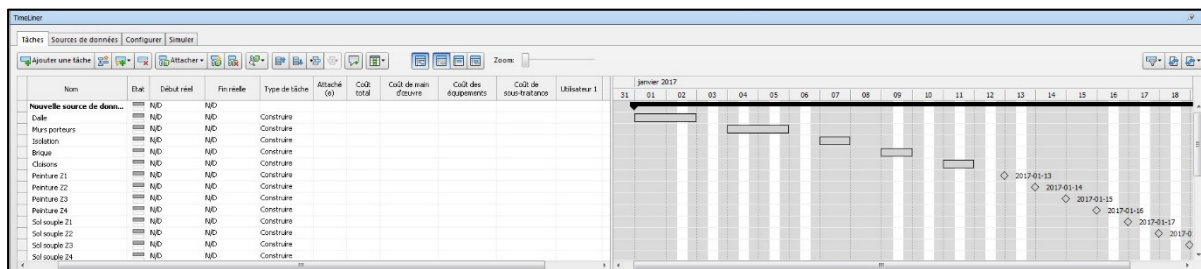 TimeLiner
Tâches Sources de données Configurer Simuler
Ajouter une tâche Attacher Zoom:
Nom Etat Début réel Fin réelle Type de tâche Attaché (e) Coût total Coût de main d'œuvre Coût des équipements Coût de sous-traitance Utilisateur 1
janvier 2017
31 01 02 03 04 05 06 07 08 09 10 11 12 13 14 15 16 17 18
Nouvelle source de donn... N/D N/D
Dalle N/D N/D Construire
Murs porteurs N/D N/D Construire
Isolation N/D N/D Construire
Brique N/D N/D Construire
Cloisons N/D N/D Construire
Peinture Z1 N/D N/D Construire 2017-01-13
Peinture Z2 N/D N/D Construire 2017-01-14
Peinture Z3 N/D N/D Construire 2017-01-15
Peinture Z4 N/D N/D Construire 2017-01-16
Sol souple Z1 N/D N/D Construire 2017-01-17
Sol souple Z2 N/D N/D Construire 2017-0
Sol souple Z3 N/D N/D Construire
Sol souple Z4 N/D N/D Construire